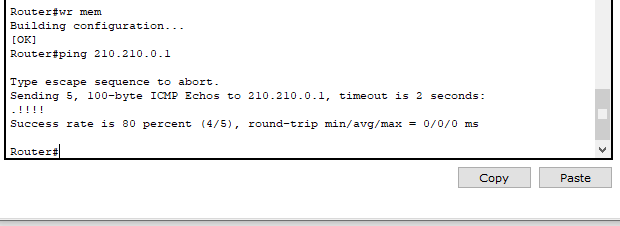 Router#wr mem
Building configuration...
[OK]
Router#ping 210.210.0.1
Type escape sequence to abort.
Sending 5, 100-byte ICMP Echos to 210.210.0.1, timeout is 2 seconds:
.!!!!
Success rate is 80 percent (4/5), round-trip min/avg/max = 0/0/0 ms
Router#
Copy Paste